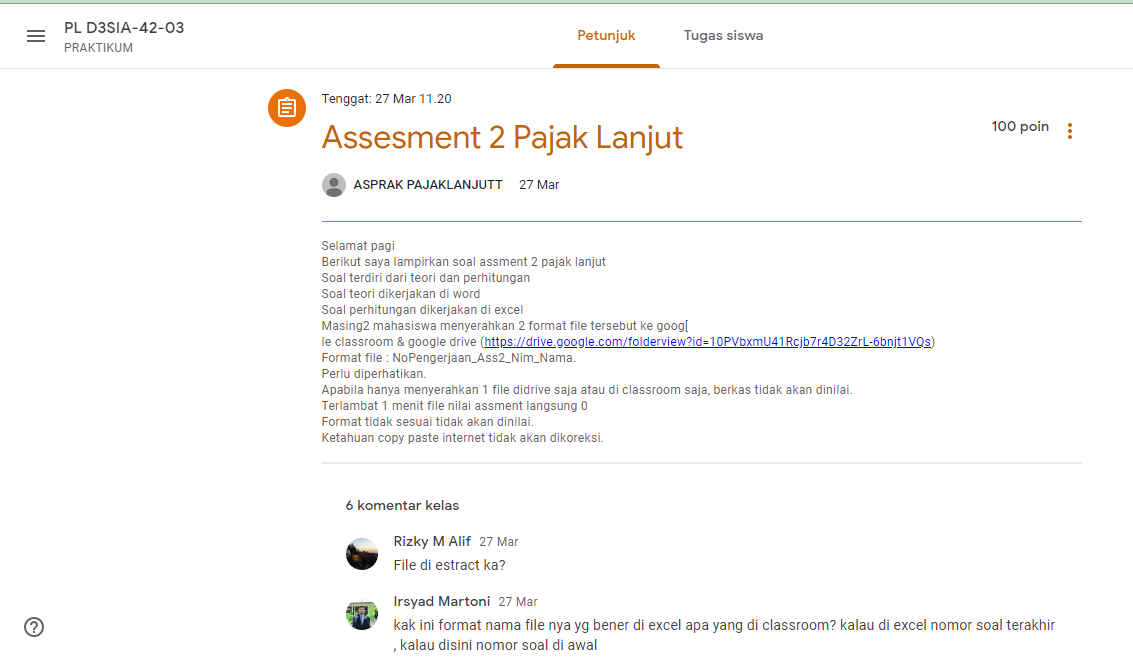 PL D3SIA-42-03
PRAKTIKUM
Petunjuk
Tugas siswa
Tenggat: 27 Mar 11.20
Assesment 2 Pajak Lanjut
100 poin
ASPRAK PAJAKLANJUTT 27 Mar
Selamat pagi
Berikut saya lampirkan soal assment 2 pajak lanjut
Soal terdiri dari teori dan perhitungan
Soal teori dikerjakan di word
Soal perhitungan dikerjakan di excel
Masing2 mahasiswa menyerahkan 2 format file tersebut ke goog[
le classroom & google drive (https://drive.google.com/folderview?id=10PVbxmU41Rcjb7r4D32ZrL-6bnjt1VQs)
Format file : NoPengerjaan_Ass2_Nim_Nama.
Perlu diperhatikan.
Apabila hanya menyerahkan 1 file didrive saja atau di classroom saja, berkas tidak akan dinilai.
Terlambat 1 menit file nilai assment langsung 0
Format tidak sesuai tidak akan dinilai.
Ketahuan copy paste internet tidak akan dikoreksi.
6 komentar kelas
Rizky M Alif 27 Mar
File di estract ka?
Irsyad Martoni 27 Mar
kak ini format nama file nya yg bener di excel apa yang di classroom? kalau di excel nomor soal terakhir
, kalau disini nomor soal di awal